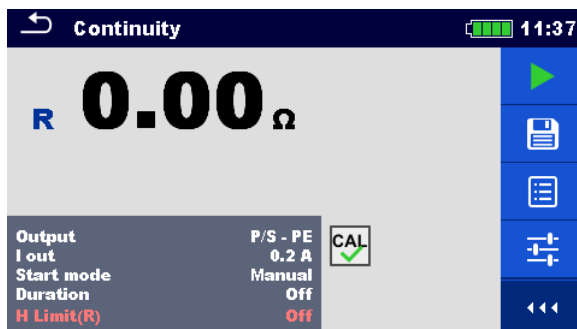 Continuity
11:37
R 0.00 Ω
CAL
Output P/S - PE
I out 0.2 A
Start mode Manual
Duration Off
H Limit(R) Off